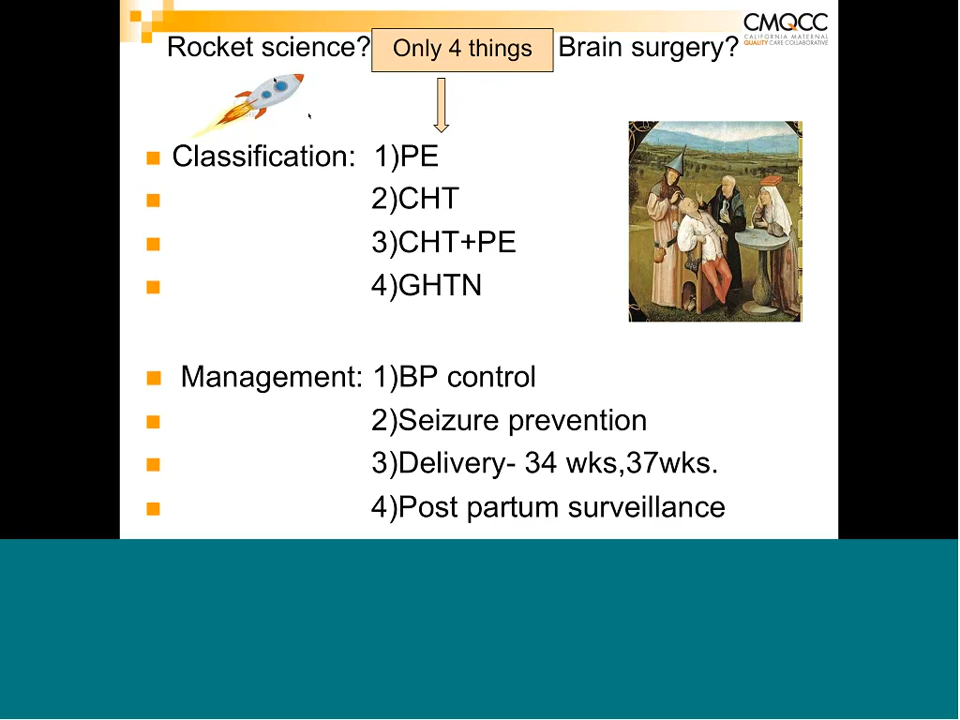 CMQCC
CALIFORNIA MATERNAL
QUALITY CARE COLLABORATIVE
Rocket science? Only 4 things Brain surgery?
Classification: 1)PE
2)CHT
3)CHT+PE
4)GHTN
Management: 1)BP control
2)Seizure prevention
3)Delivery- 34 wks,37wks.
4)Post partum surveillance